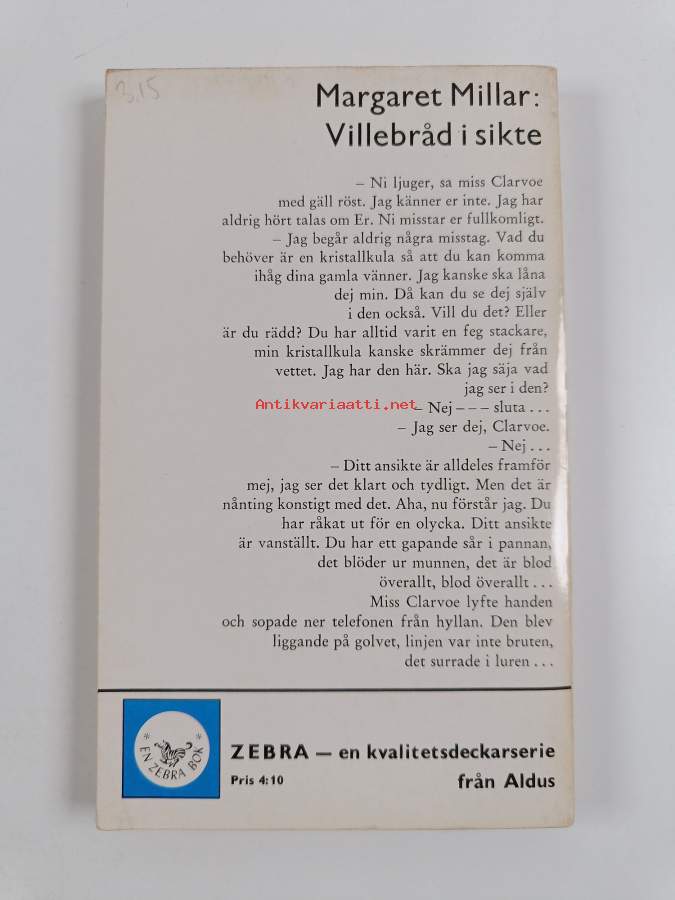 3.15
Margaret Millar:
Villebråd i sikte
– Ni ljuger, sa miss Clarvoe
med gäll röst. Jag känner er inte. Jag har
aldrig hört talas om Er. Ni misstar er fullkomligt.
– Jag begår aldrig några misstag. Vad du
behöver är en kristallkula så att du kan komma
ihåg dina gamla vänner. Jag kanske ska låna
dej min. Då kan du se dej själv
i den också. Vill du det? Eller
är du rädd? Du har alltid varit en feg stackare,
min kristallkula kanske skrämmer dej från
vettet. Jag har den här. Ska jag säja vad
jag ser i den?
Antikvariaatti.net
– Nej – – – sluta . . .
– Jag ser dej, Clarvoe.
– Nej . . .
– Ditt ansikte är alldeles framför
mej, jag ser det klart och tydligt. Men det är
nånting konstigt med det. Aha, nu förstår jag. Du
har råkat ut för en olycka. Ditt ansikte
är vanställt. Du har ett gapande sår i pannan,
det blöder ur munnen, det är blod
överallt, blod överallt . . .
Miss Clarvoe lyfte handen
och sopade ner telefonen från hyllan. Den blev
liggande på golvet, linjen var inte bruten,
det surrade i luren . . .
* EN ZEBRA BOK *
ZEBRA — en kvalitetsdeckarserie
Pris 4:10
från Aldus